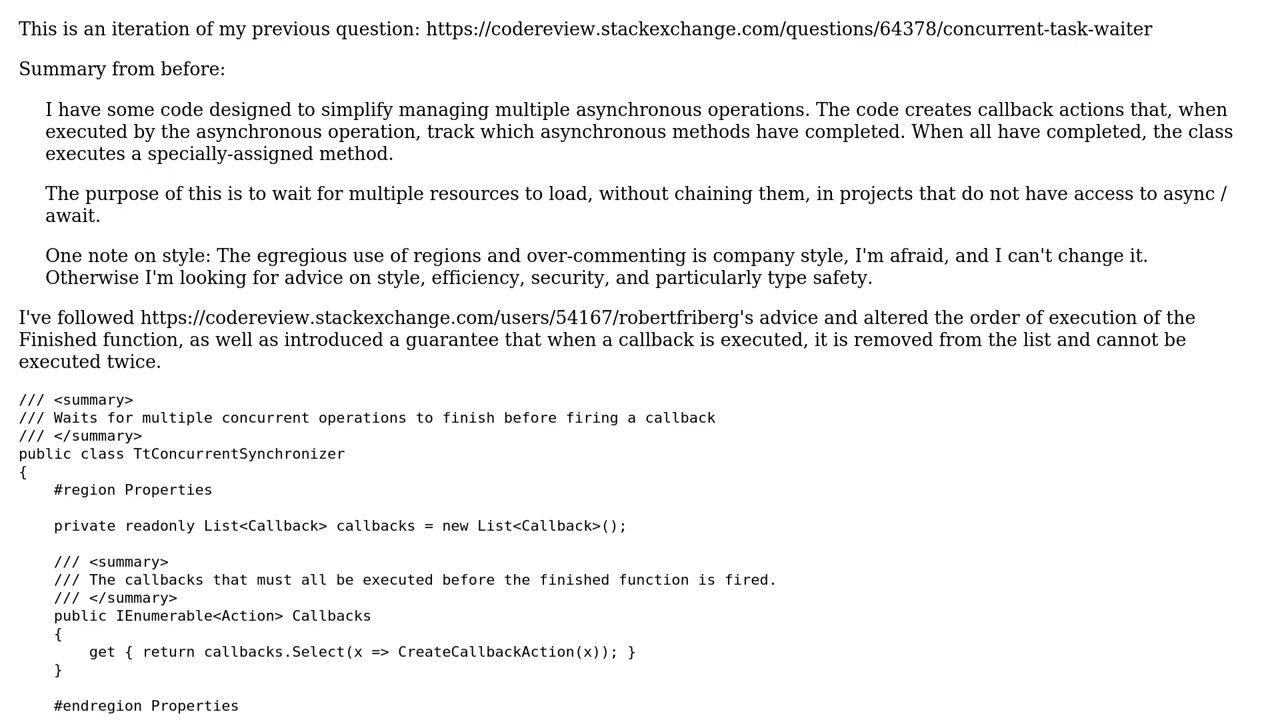 This is an iteration of my previous question: https://codereview.stackexchange.com/questions/64378/concurrent-task-waiter
Summary from before:
I have some code designed to simplify managing multiple asynchronous operations. The code creates callback actions that, when
executed by the asynchronous operation, track which asynchronous methods have completed. When all have completed, the class
executes a specially-assigned method.
The purpose of this is to wait for multiple resources to load, without chaining them, in projects that do not have access to async /
await.
One note on style: The egregious use of regions and over-commenting is company style, I'm afraid, and I can't change it.
Otherwise I'm looking for advice on style, efficiency, security, and particularly type safety.
I've followed https://codereview.stackexchange.com/users/54167/robertfriberg's advice and altered the order of execution of the
Finished function, as well as introduced a guarantee that when a callback is executed, it is removed from the list and cannot be
executed twice.
/// <summary>
/// Waits for multiple concurrent operations to finish before firing a callback
/// </summary>
public class TtConcurrentSynchronizer
{
    #region Properties
    private readonly List<Callback> callbacks = new List<Callback>();
    /// <summary>
    /// The callbacks that must all be executed before the finished function is fired.
    /// </summary>
    public IEnumerable<Action> Callbacks
    {
        get { return callbacks.Select(x => CreateCallbackAction(x)); }
    }
    #endregion Properties